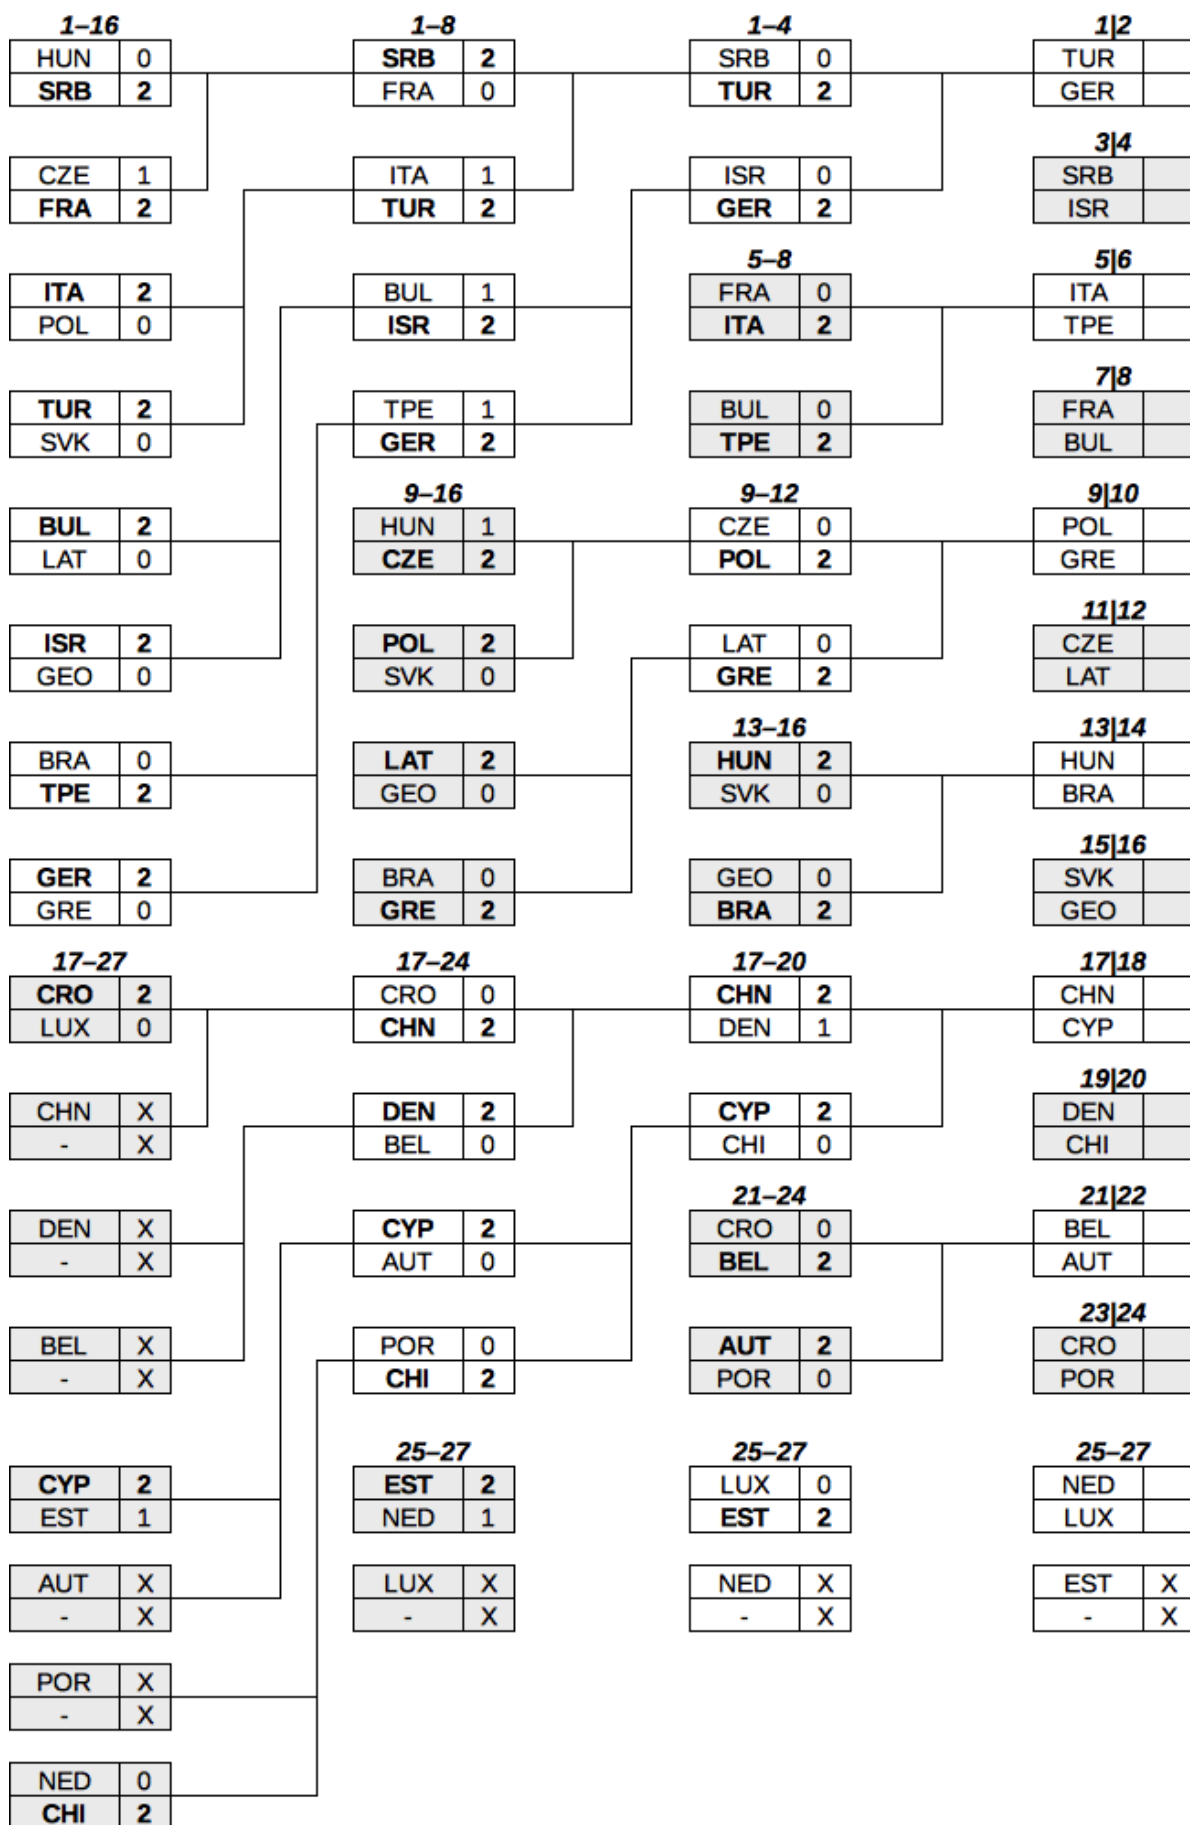 1–16 1–8 1–4 1|2
HUN 0 SRB 2 SRB 0 TUR
SRB 2 FRA 0 TUR 2 GER
3|4
CZE 1 ITA 1 ISR 0 SRB
FRA 2 TUR 2 GER 2 ISR
5–8 5|6
ITA 2 BUL 1 FRA 0 ITA
POL 0 ISR 2 ITA 2 TPE
7|8
TUR 2 TPE 1 BUL 0 FRA
SVK 0 GER 2 TPE 2 BUL
9–16 9–12 9|10
BUL 2 HUN 1 CZE 0 POL
LAT 0 CZE 2 POL 2 GRE
11|12
ISR 2 POL 2 LAT 0 CZE
GEO 0 SVK 0 GRE 2 LAT
13–16 13|14
BRA 0 LAT 2 HUN 2 HUN
TPE 2 GEO 0 SVK 0 BRA
15|16
GER 2 BRA 0 GEO 0 SVK
GRE 0 GRE 2 BRA 2 GEO
17–27 17–24 17–20 17|18
CRO 2 CRO 0 CHN 2 CHN
LUX 0 CHN 2 DEN 1 CYP
19|20
CHN X DEN 2 CYP 2 DEN
- X BEL 0 CHI 0 CHI
21–24 21|22
DEN X CYP 2 CRO 0 BEL
- X AUT 0 BEL 2 AUT
23|24
BEL X POR 0 AUT 2 CRO
- X CHI 2 POR 0 POR
25–27 25–27 25–27
CYP 2 EST 2 LUX 0 NED
EST 1 NED 1 EST 2 LUX
AUT X LUX X NED X EST X
- X - X - X - X
POR X
- X
NED 0
CHI 2